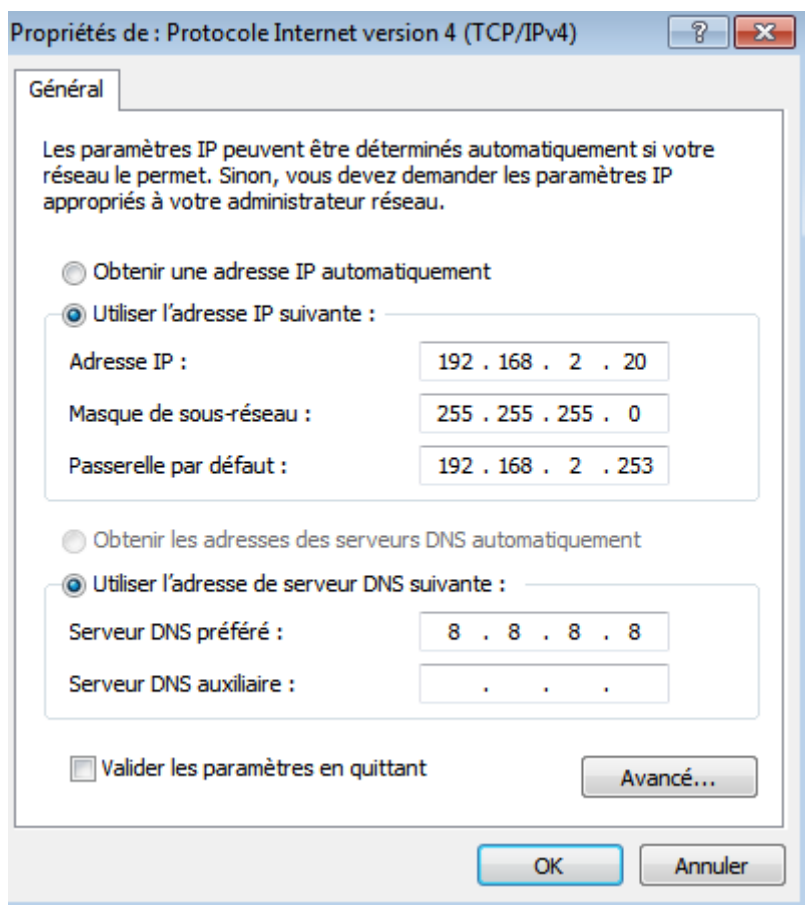 Propriétés de : Protocole Internet version 4 (TCP/IPv4)
?
Général
Les paramètres IP peuvent être déterminés automatiquement si votre
réseau le permet. Sinon, vous devez demander les paramètres IP
appropriés à votre administrateur réseau.
Obtenir une adresse IP automatiquement
Utiliser l'adresse IP suivante :
Adresse IP : 192 . 168 . 2 . 20
Masque de sous-réseau : 255 . 255 . 255 . 0
Passerelle par défaut : 192 . 168 . 2 . 253
Obtenir les adresses des serveurs DNS automatiquement
Utiliser l'adresse de serveur DNS suivante :
Serveur DNS préféré : 8 . 8 . 8 . 8
Serveur DNS auxiliaire : . . .
Valider les paramètres en quittant
Avancé...
OK Annuler